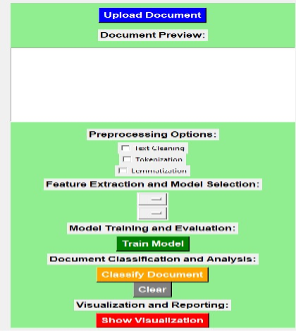 Upload Document
Document Preview:
Preprocessing Options:
Text Cleaning
Tokenization
Lemmatization
Feature Extraction and Model Selection:
Model Training and Evaluation:
Train Model
Document Classification and Analysis:
Classify Document
Clear
Visualization and Reporting:
Show Visualization